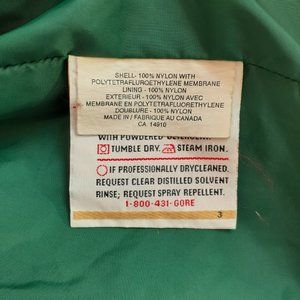 SHELL- 100% NYLON WITH
POLYTETRAFLUROETHYLENE MEMBRANE
LINING - 100% NYLON
EXTERIEUR - 100% NYLON AVEC
MEMBRANE EN POLYTETRAFLUORETHYLENE
DOUBLURE - 100% NYLON
MADE IN / FABRIQUE AU CANADA
CA 14910
WITH POWDERED DETERGENT.
TUMBLE DRY. STEAM IRON.
IF PROFESSIONALLY DRYCLEANED,
REQUEST CLEAR DISTILLED SOLVENT
RINSE; REQUEST SPRAY REPELLENT.
1-800-431-GORE
3